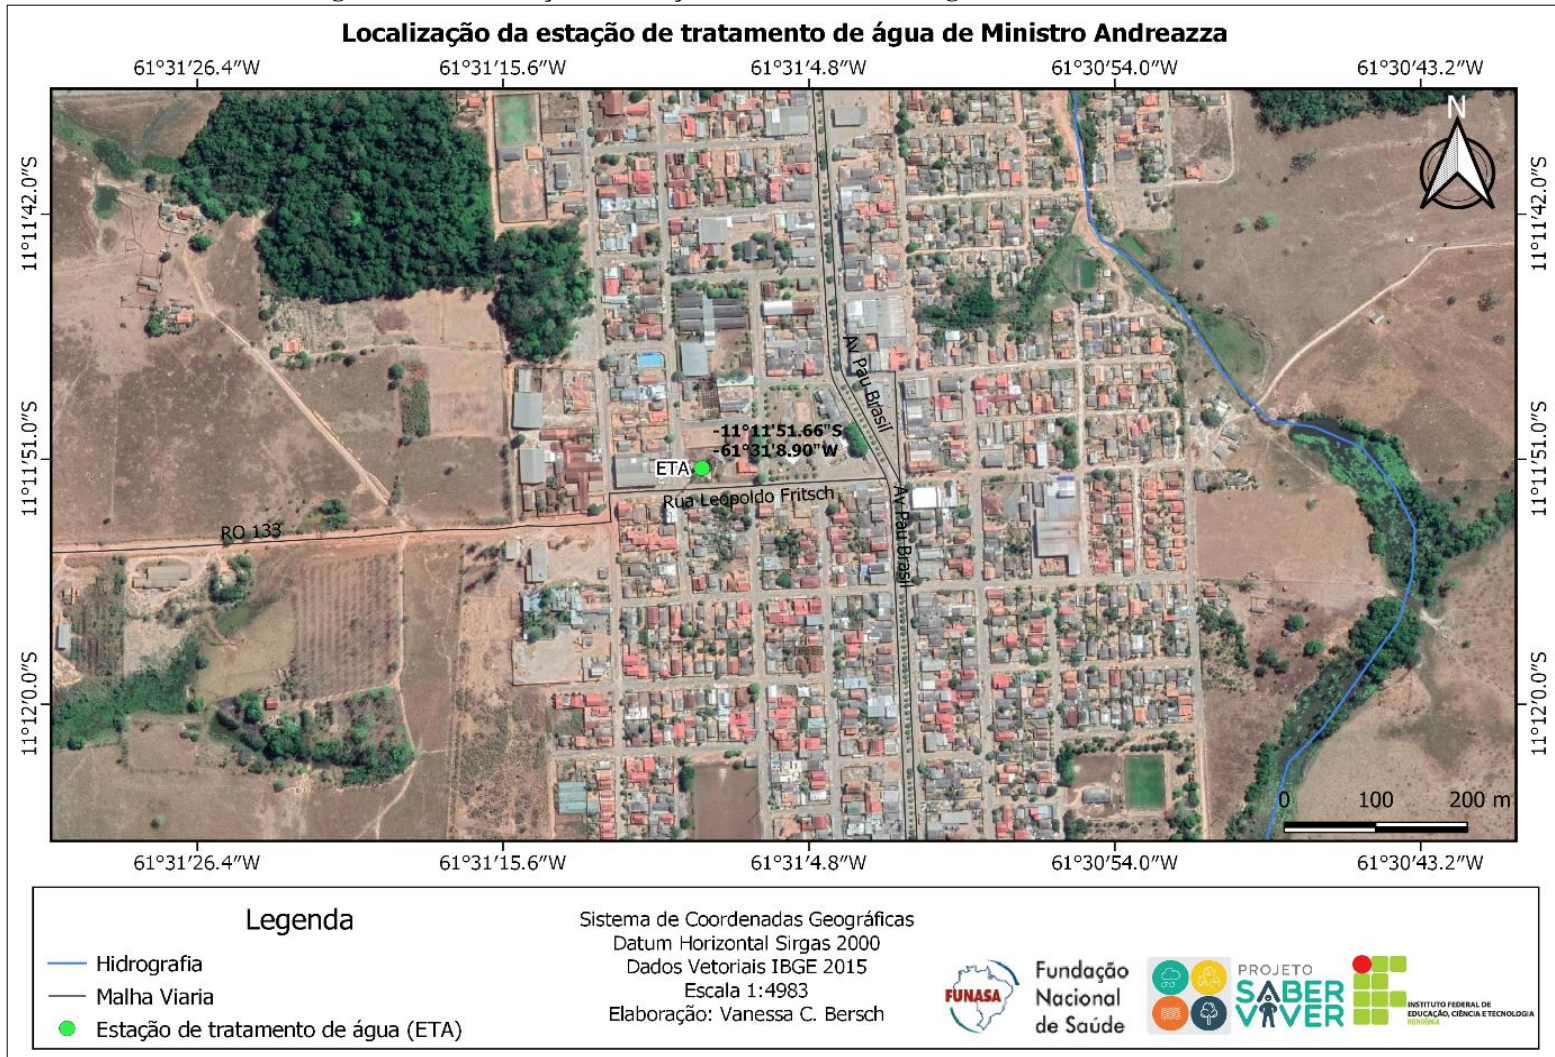 Localização da estação de tratamento de água de Ministro Andreazza
61°31'26.4"W 61°31'15.6"W 61°31'4.8"W 61°30'54.0"W 61°30'43.2"W
N
11°11'42.0"S 11°11'42.0"S
Av Pau Brasil
-11°11'51.66"S
-61°31'8.90"W
11°11'51.0"S 11°11'51.0"S
ETA
Rua Leopoldo Fritsch
Av Pau Brasil
RO 133
11°12'0.0"S 11°12'0.0"S
0 100 200 m
61°31'26.4"W 61°31'15.6"W 61°31'4.8"W 61°30'54.0"W 61°30'43.2"W
Legenda
Hidrografia
Malha Viaria
Estação de tratamento de água (ETA)
Sistema de Coordenadas Geográficas
Datum Horizontal Sirgas 2000
Dados Vetoriais IBGE 2015
Escala 1:4983
Elaboração: Vanessa C. Bersch
FUNASA
Fundação
Nacional
de Saúde
PROJETO
SABER
VIVER
INSTITUTO FEDERAL DE
EDUCAÇÃO, CIÊNCIA E TECNOLOGIA
RONDÔNIA